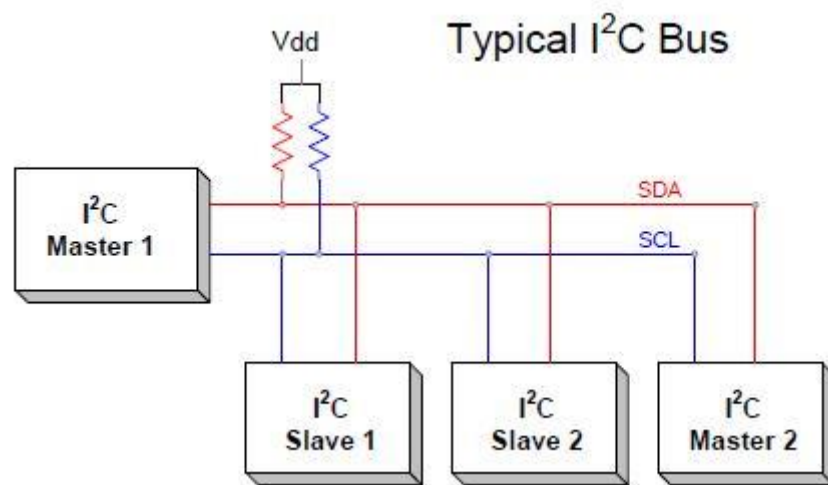 Typical I²C Bus
Vdd
SDA
I²C
Master 1
SCL
I²C
Slave 1
I²C
Slave 2
I²C
Master 2